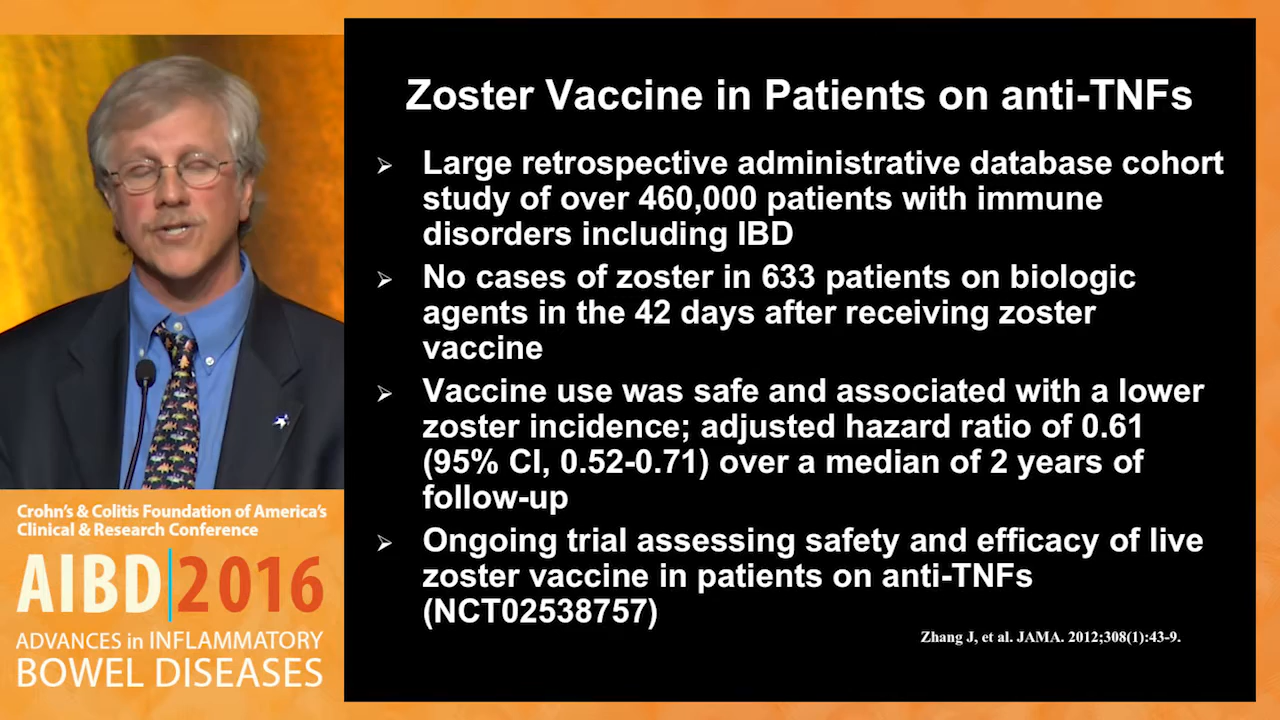 Zoster Vaccine in Patients on anti-TNFs
➢ Large retrospective administrative database cohort
study of over 460,000 patients with immune
disorders including IBD
➢ No cases of zoster in 633 patients on biologic
agents in the 42 days after receiving zoster
vaccine
➢ Vaccine use was safe and associated with a lower
zoster incidence; adjusted hazard ratio of 0.61
(95% CI, 0.52-0.71) over a median of 2 years of
follow-up
➢ Ongoing trial assessing safety and efficacy of live
zoster vaccine in patients on anti-TNFs
(NCT02538757)
Zhang J, et al. JAMA. 2012;308(1):43-9.
Crohn's & Colitis Foundation of America's
Clinical & Research Conference
AIBD|2016
ADVANCES in INFLAMMATORY
BOWEL DISEASES